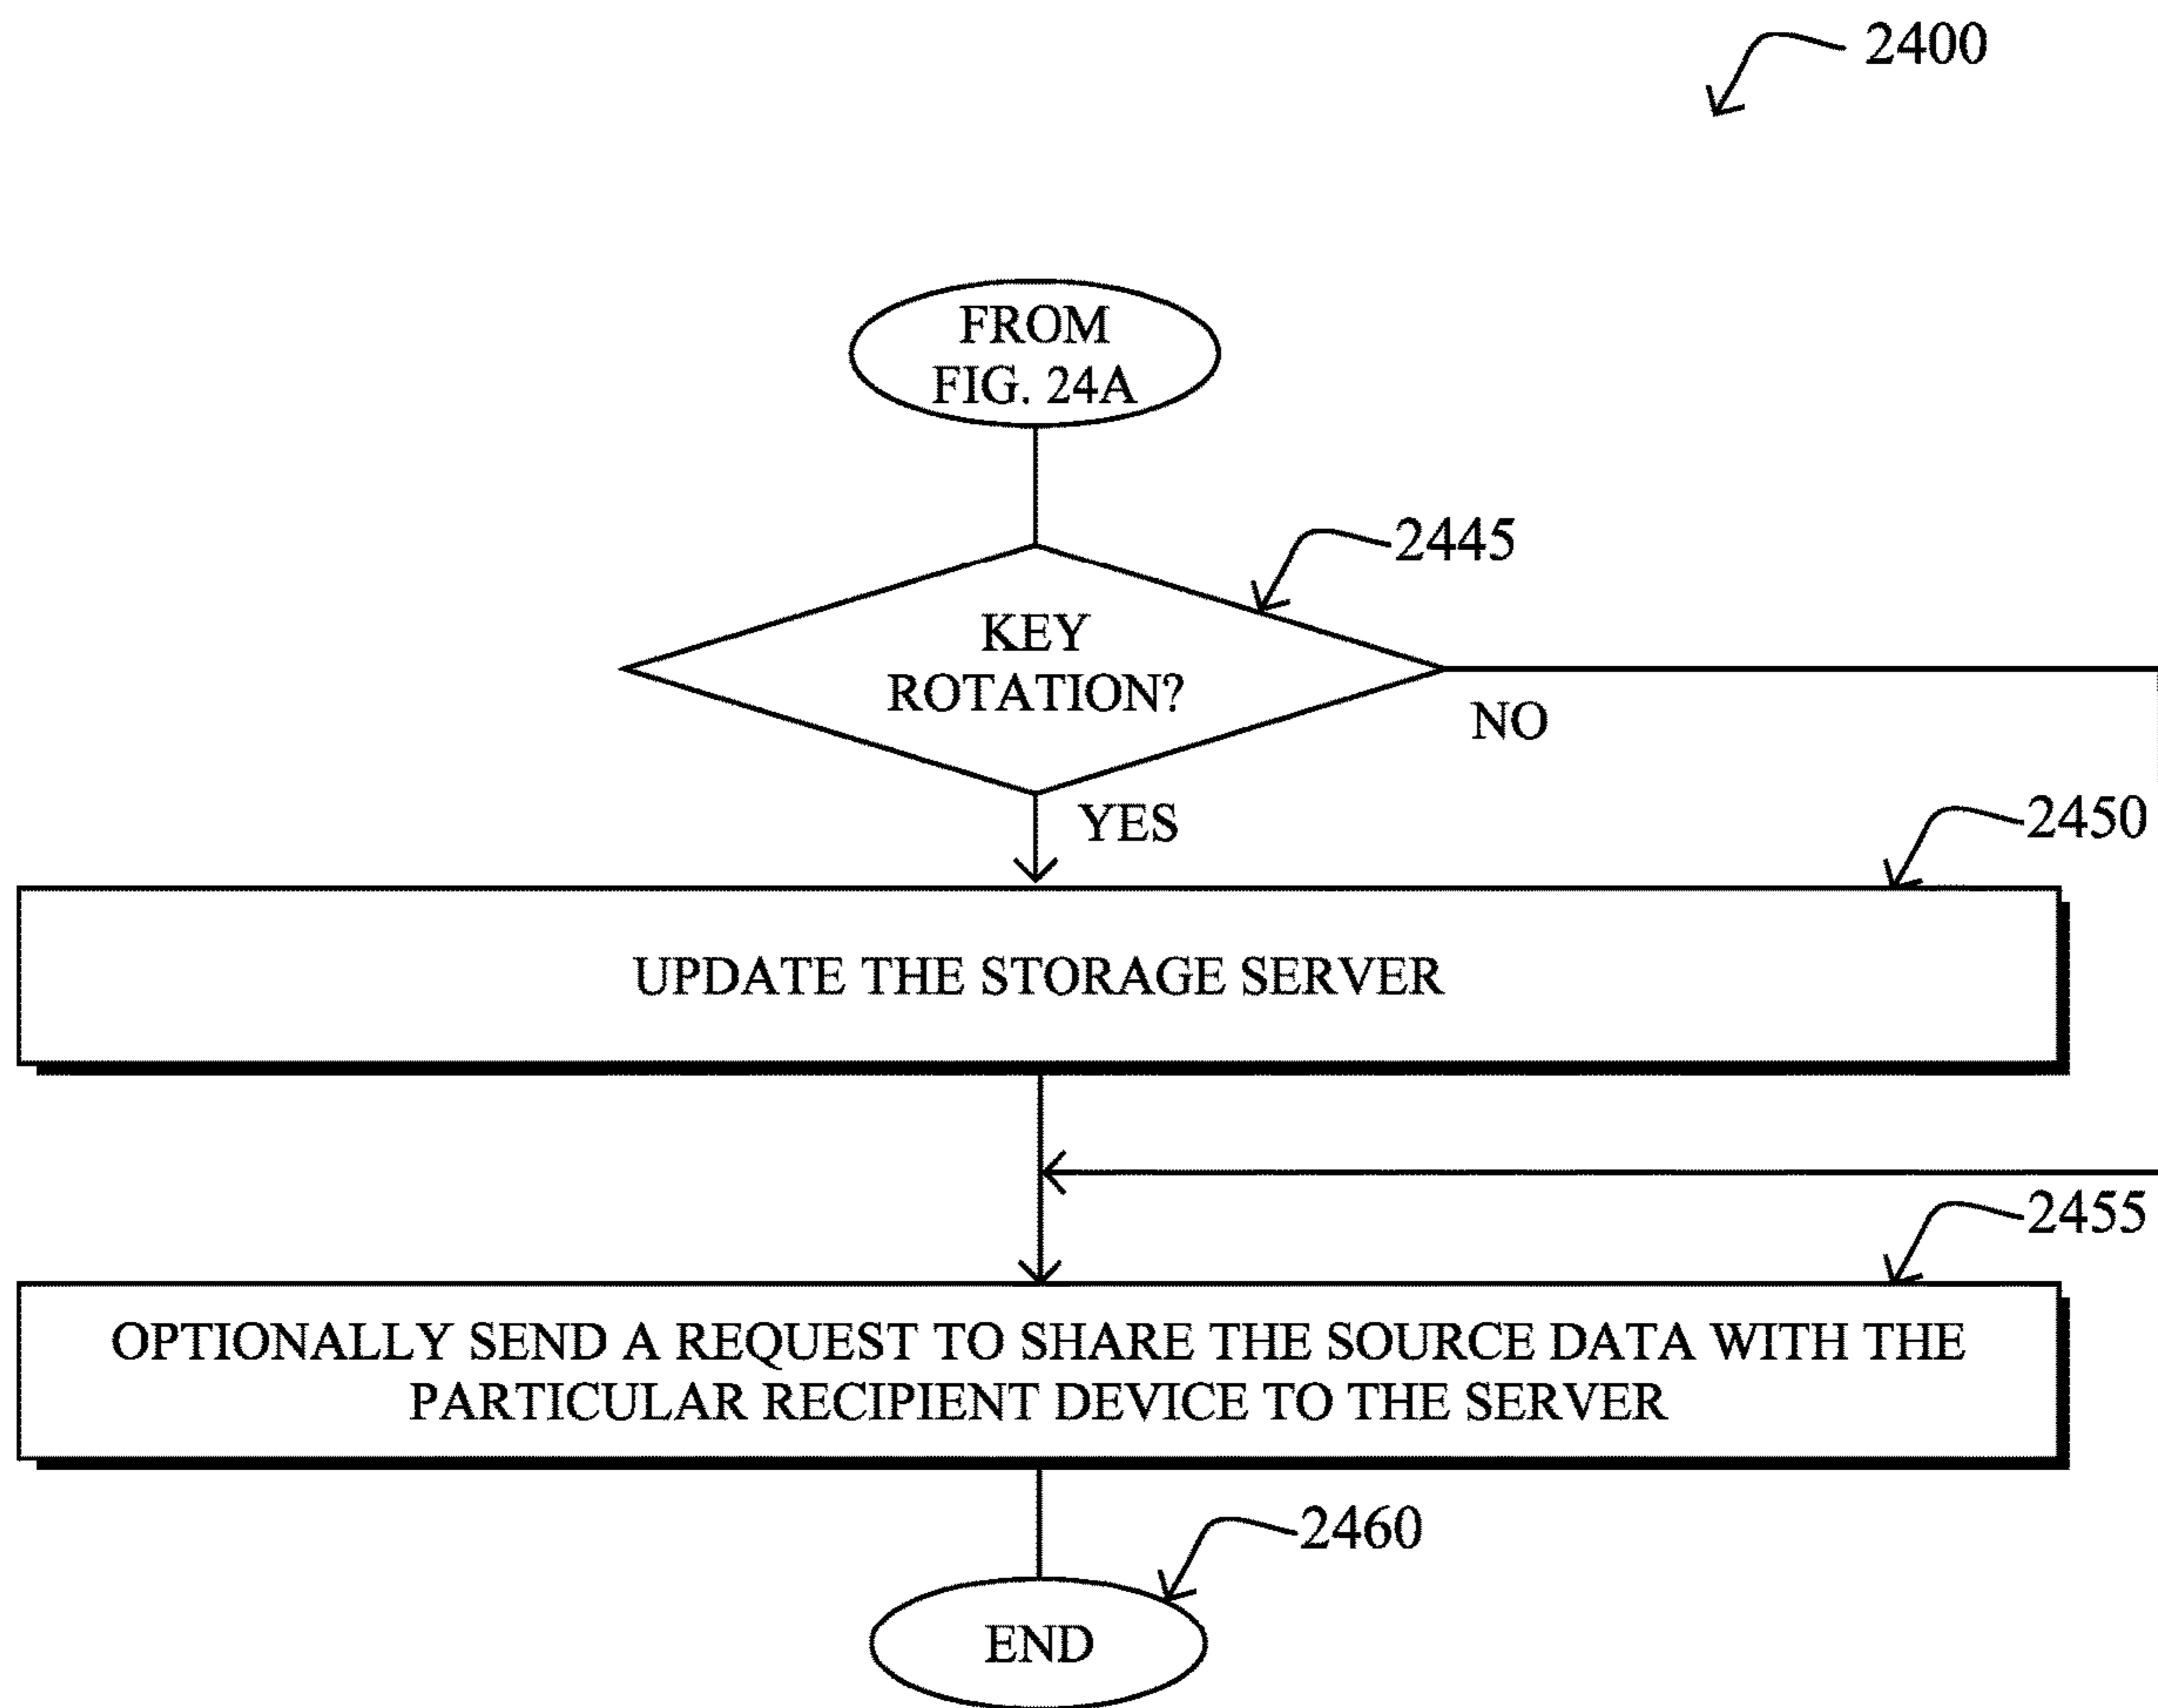 2400
FROM
FIG. 24A
2445
KEY
ROTATION?
NO
YES
2450
UPDATE THE STORAGE SERVER
2455
OPTIONALLY SEND A REQUEST TO SHARE THE SOURCE DATA WITH THE
PARTICULAR RECIPIENT DEVICE TO THE SERVER
2460
END